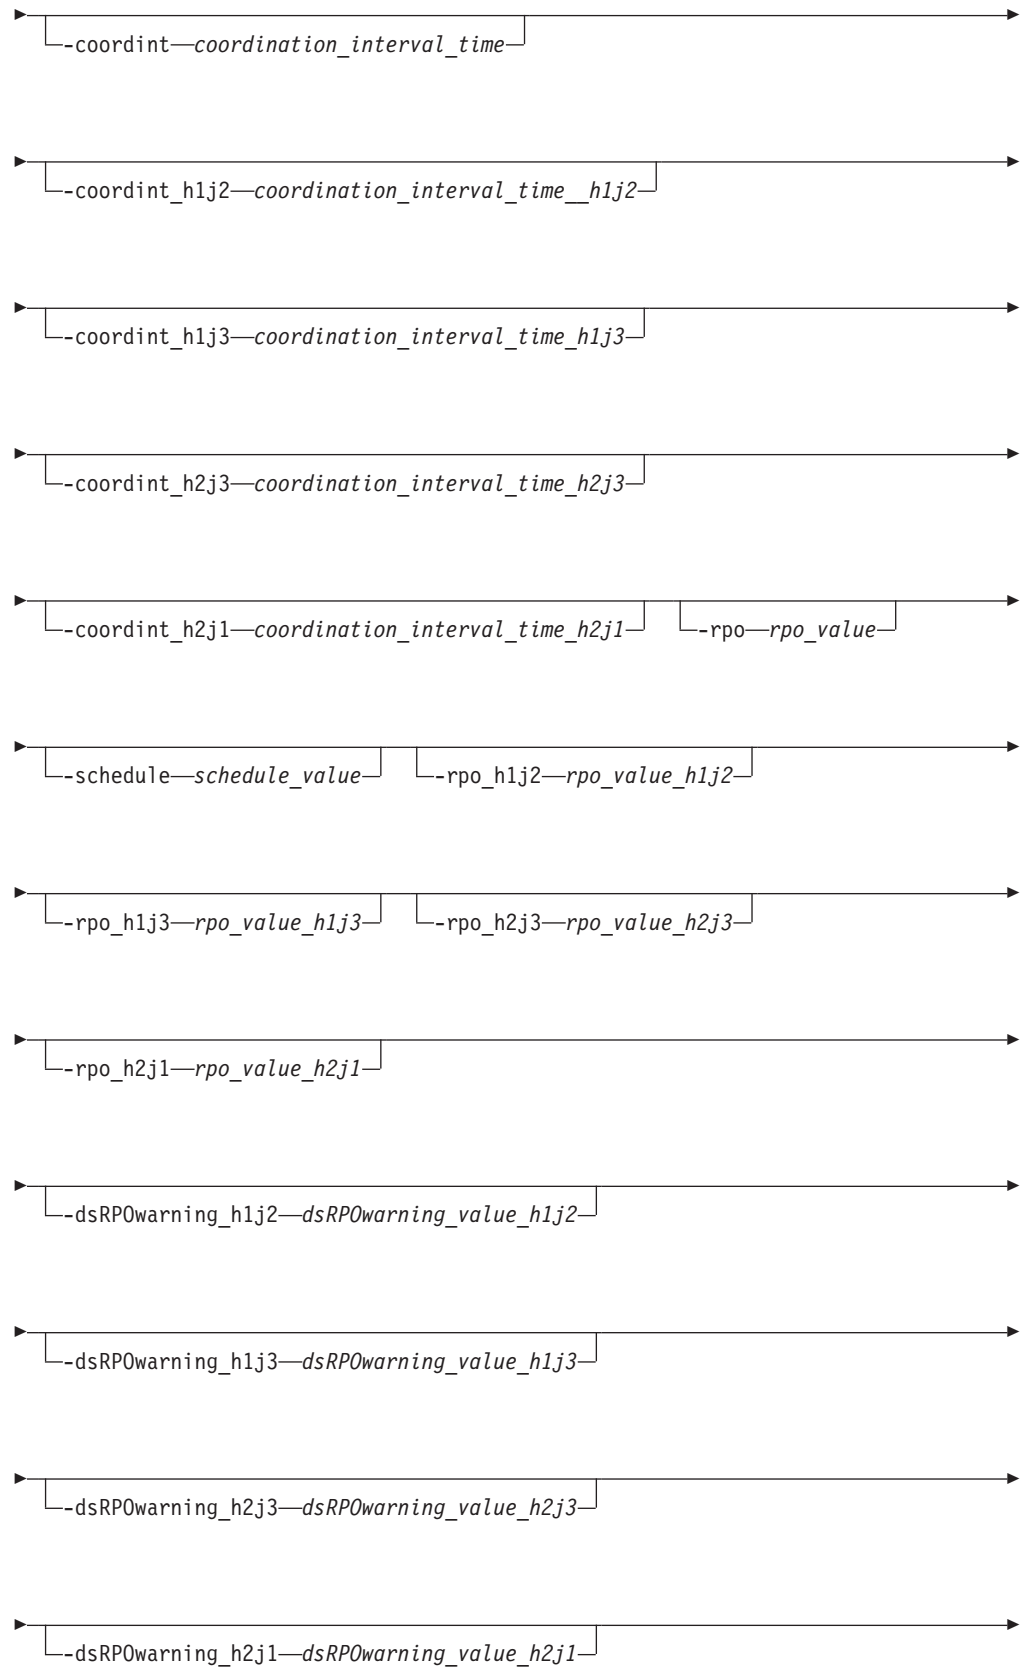 -coordint coordination_interval_time
-coordint_h1j2 coordination_interval_time__h1j2
-coordint_h1j3 coordination_interval_time_h1j3
-coordint_h2j3 coordination_interval_time_h2j3
-coordint_h2j1 coordination_interval_time_h2j1 -rpo rpo_value
-schedule schedule_value -rpo_h1j2 rpo_value_h1j2
-rpo_h1j3 rpo_value_h1j3 -rpo_h2j3 rpo_value_h2j3
-rpo_h2j1 rpo_value_h2j1
-dsRPOwarning_h1j2 dsRPOwarning_value_h1j2
-dsRPOwarning_h1j3 dsRPOwarning_value_h1j3
-dsRPOwarning_h2j3 dsRPOwarning_value_h2j3
-dsRPOwarning_h2j1 dsRPOwarning_value_h2j1